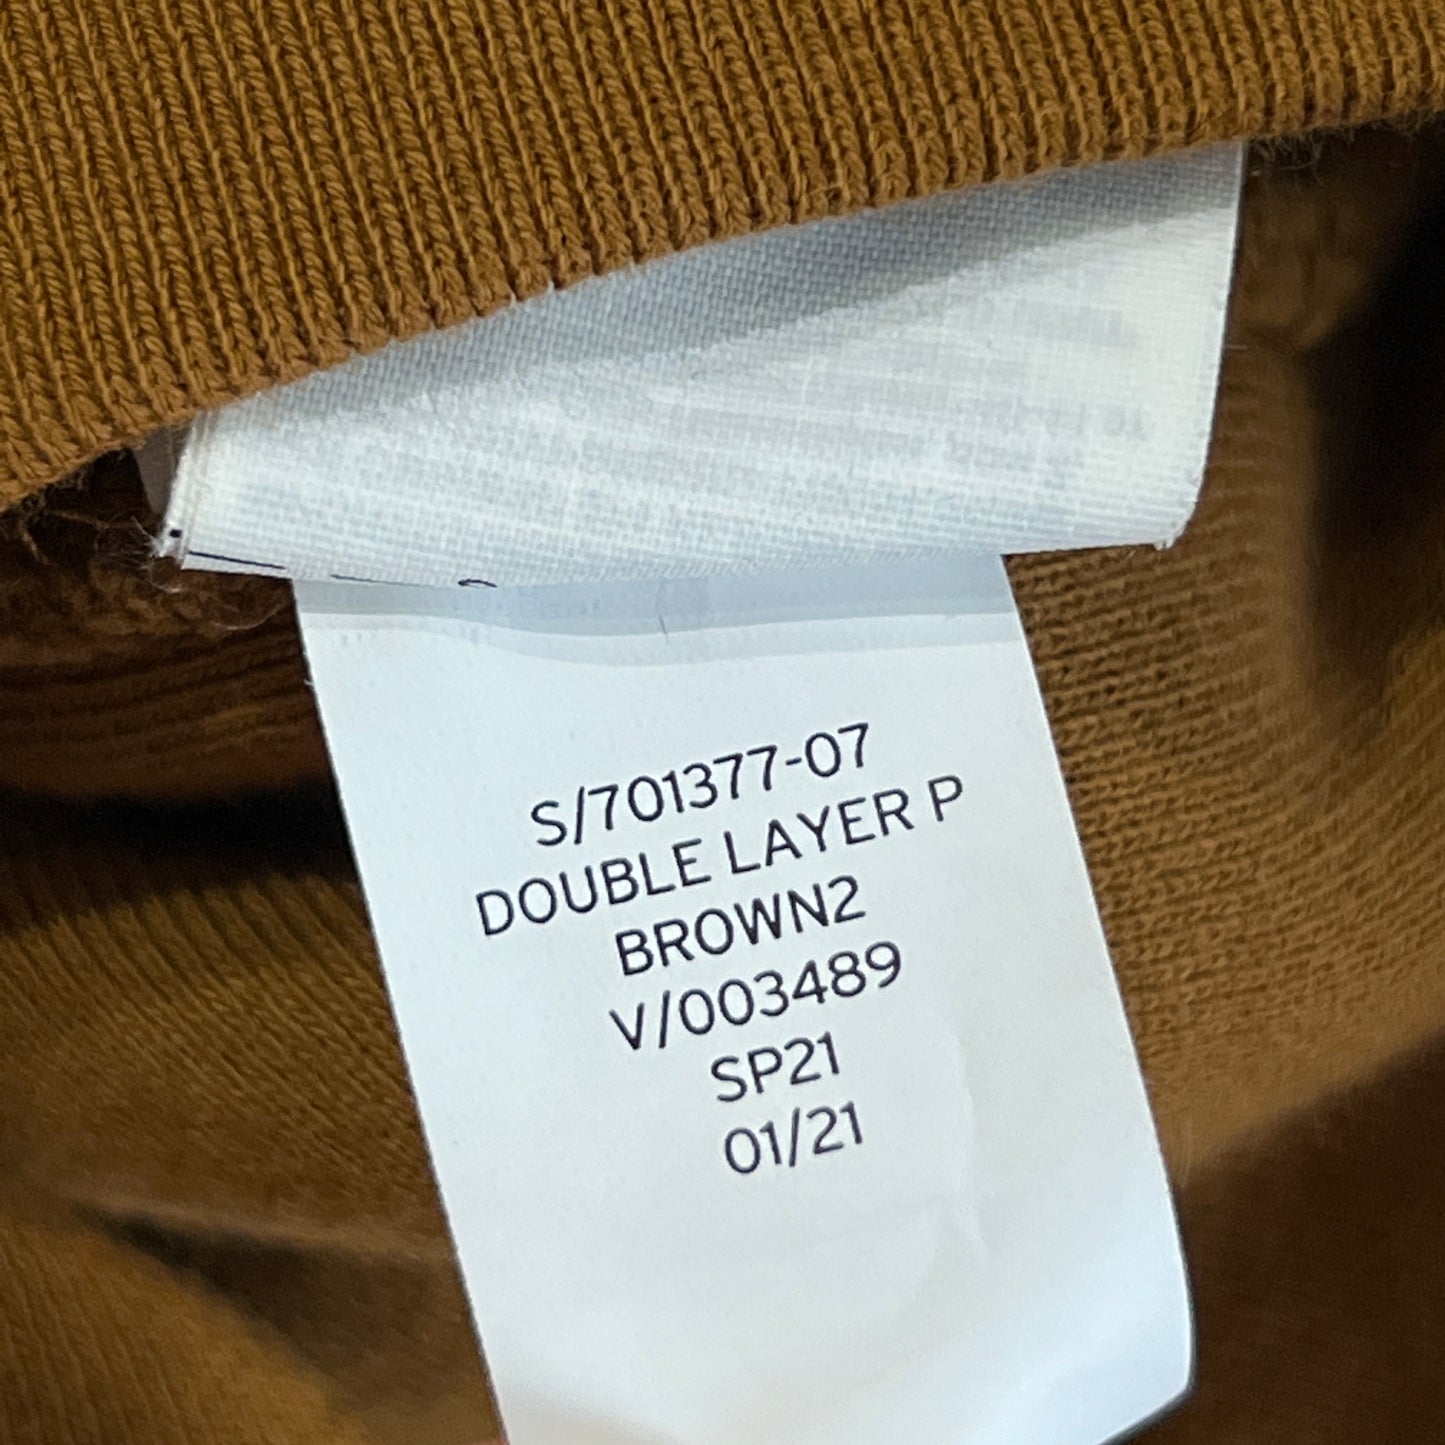 S/701377-07
DOUBLE LAYER P
BROWN2
V/003489
SP21
01/21